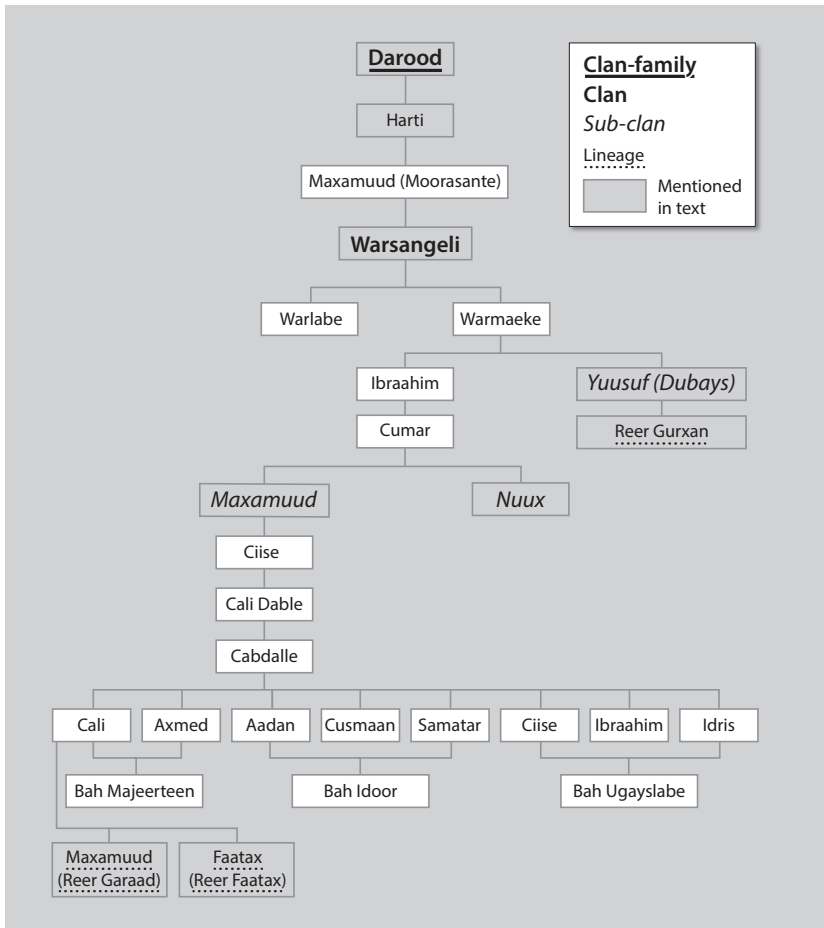 Darood
Clan-family
Clan
Sub-clan
Lineage
Mentioned
in text
Harti
Maxamuud (Moorasante)
Warsangeli
Warlabe
Warmaeke
Ibraahim
Yuusuf (Dubays)
Cumar
Reer Gurxan
Maxamuud
Nuux
Ciise
Cali Dable
Cabdalle
Cali
Axmed
Aadan
Cusmaan
Samatar
Ciise
Ibraahim
Idris
Bah Majeerteen
Bah Idoor
Bah Ugayslabe
Maxamuud
(Reer Garaad)
Faatax
(Reer Faatax)